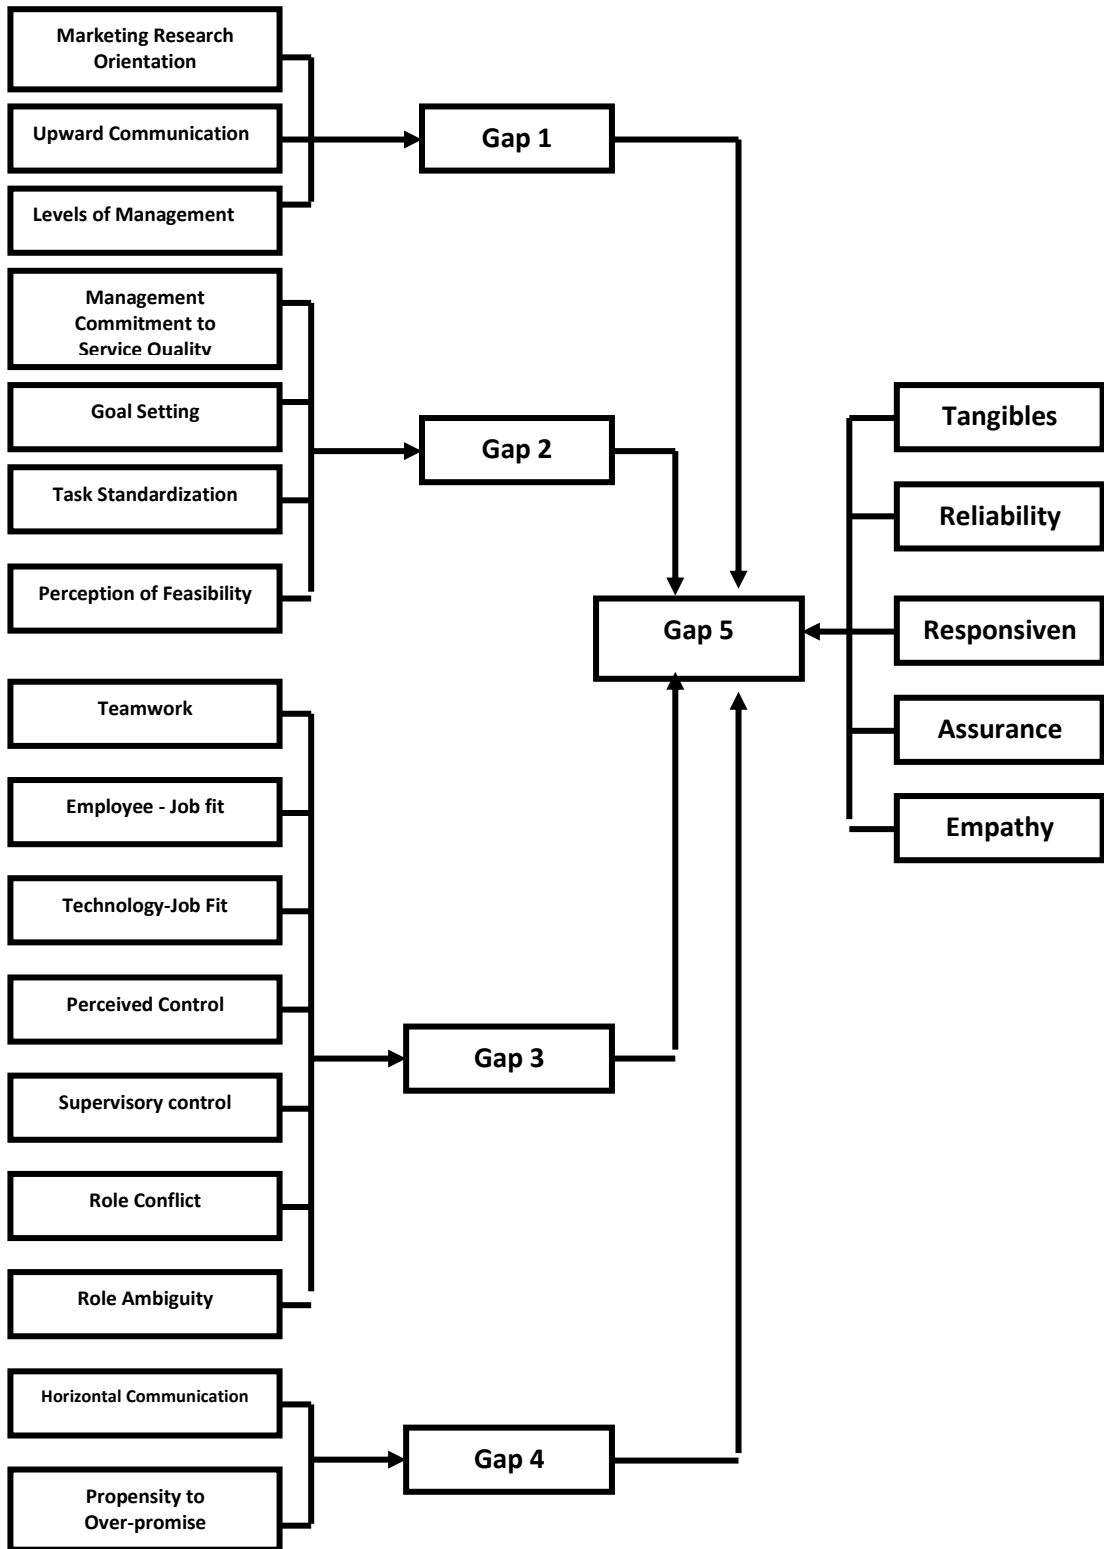 Marketing Research
Orientation
Upward Communication
Levels of Management
Gap 1
Management
Commitment to
Service Quality
Goal Setting
Task Standardization
Perception of Feasibility
Gap 2
Teamwork
Employee - Job fit
Technology-Job Fit
Perceived Control
Supervisory control
Role Conflict
Role Ambiguity
Gap 3
Horizontal Communication
Propensity to
Over-promise
Gap 4
Gap 5
Tangibles
Reliability
Responsiven
Assurance
Empathy